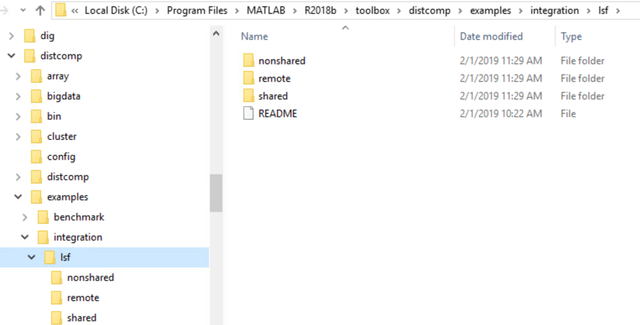 « Local Disk (C:) > Program Files > MATLAB > R2018b > toolbox > distcomp > examples > integration > lsf >
Name Date modified Type
nonshared 2/1/2019 11:29 AM File folder
remote 2/1/2019 11:29 AM File folder
shared 2/1/2019 11:29 AM File folder
README 2/1/2019 10:22 AM File
dig
distcomp
array
bigdata
bin
cluster
config
distcomp
examples
benchmark
integration
lsf
nonshared
remote
shared